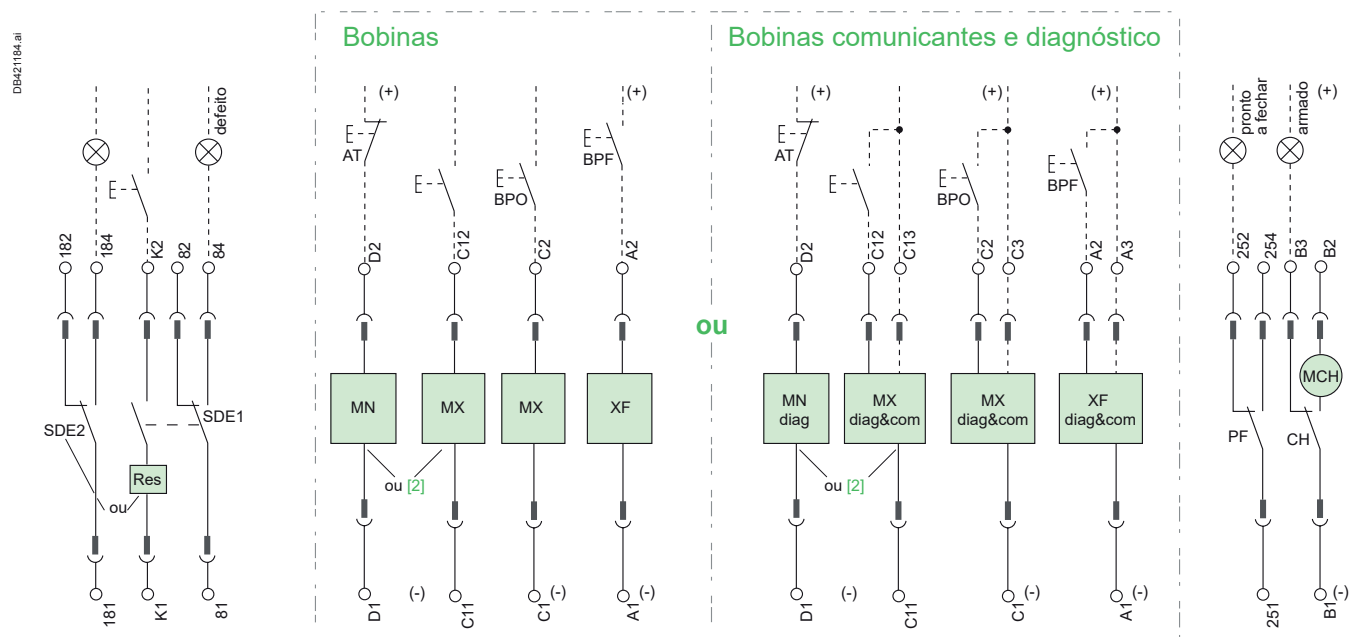 DB421184.ai
Bobinas
Bobinas comunicantes e diagnóstico
defeito
(+)
(+)
(+)
(+)
(+)
pronto
a fechar
armado
(+)
AT
BPO
BPF
AT
BPO
BPF
182
184
K2
82
84
D2
C12
C2
A2
D2
C12
C13
C2
C3
A2
A3
252
254
B3
B2
ou
SDE2
SDE1
Res
ou
MN
MX
MX
XF
ou [2]
MN
diag
MX
diag&com
MX
diag&com
XF
diag&com
ou [2]
MCH
PF
CH
181
K1
81
D1
(-)
C11
C1
(-)
A1
(-)
D1
(-)
C11
C1
(-)
A1
(-)
251
B1
(-)